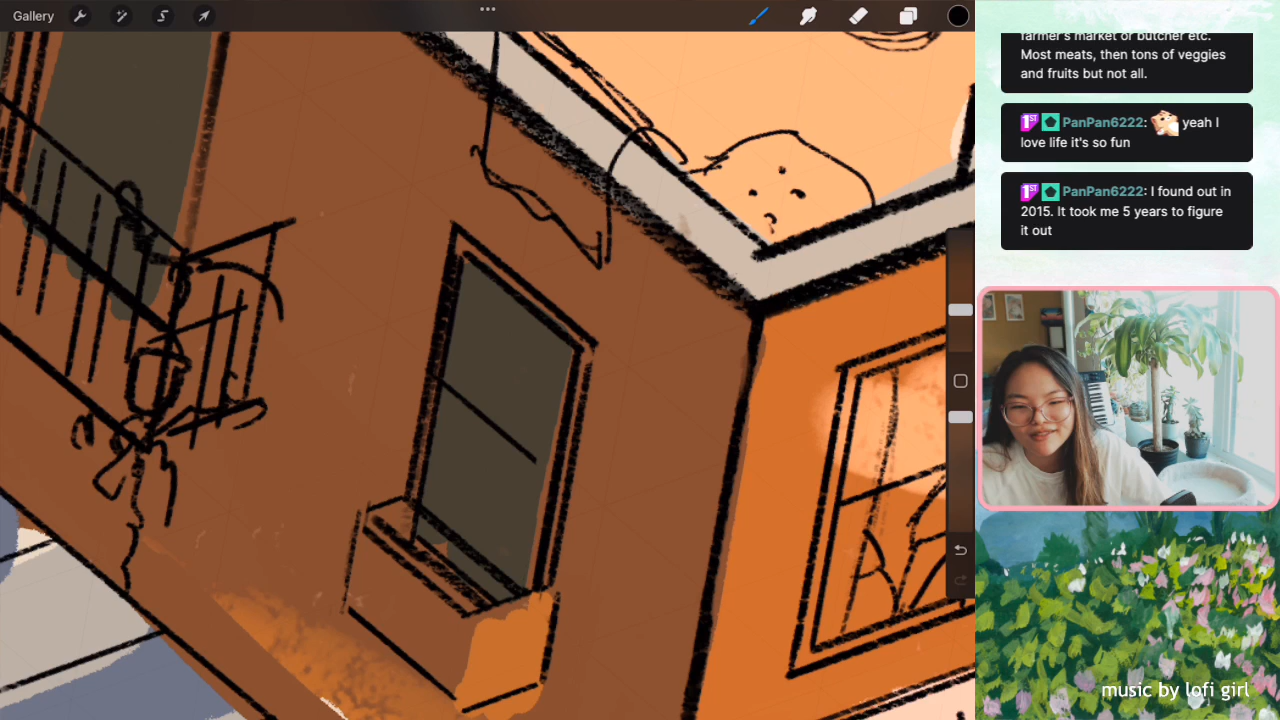 Gallery
farmer's market or butcher etc.
Most meats, then tons of veggies
and fruits but not all.
1ST PanPan6222: yeah I
love life it's so fun
1ST PanPan6222: I found out in
2015. It took me 5 years to figure
it out
music by lofi girl